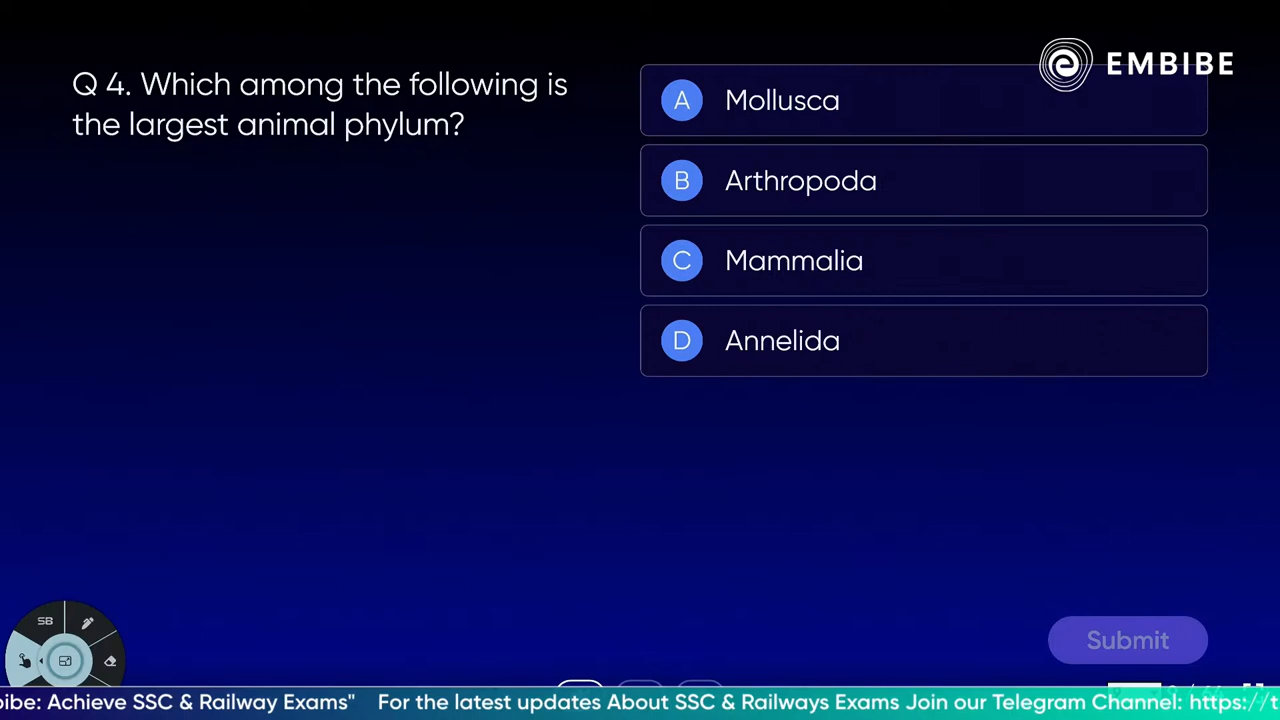 EMBIBE
Q 4. Which among the following is
the largest animal phylum?
A Mollusca
B Arthropoda
C Mammalia
D Annelida
SB
Submit
bibe: Achieve SSC & Railway Exams" For the latest updates About SSC & Railways Exams Join our Telegram Channel: https://t